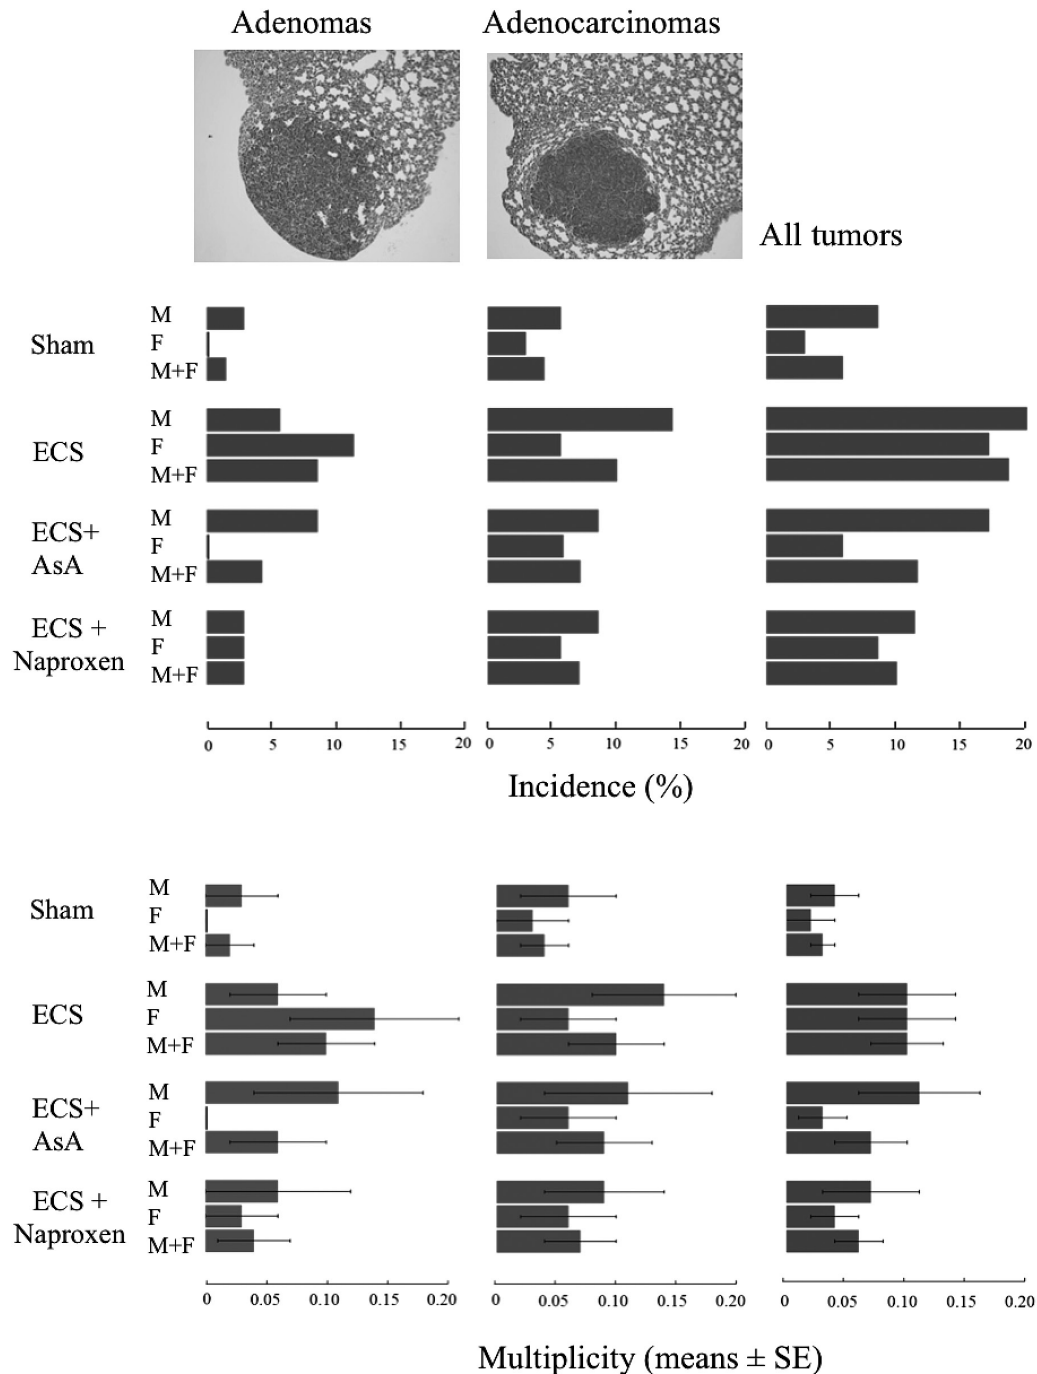 Adenomas
Adenocarcinomas
All tumors
Sham
M
F
M+F
ECS
M
F
M+F
ECS+
AsA
M
F
M+F
ECS +
Naproxen
M
F
M+F
0 5 10 15 20
0 5 10 15 20
0 5 10 15 20
Incidence (%)
Sham
M
F
M+F
ECS
M
F
M+F
ECS+
AsA
M
F
M+F
ECS +
Naproxen
M
F
M+F
0 0.05 0.10 0.15 0.20
0 0.05 0.10 0.15 0.20
0 0.05 0.10 0.15 0.20
Multiplicity (means ± SE)